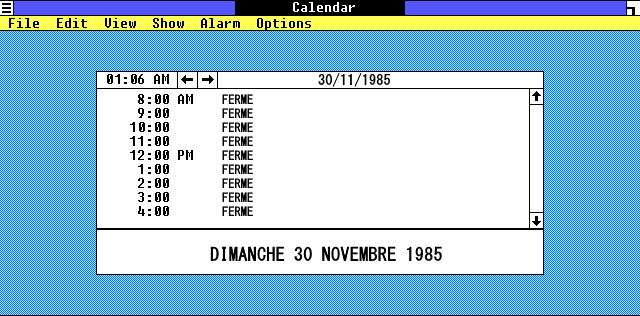 Calendar
File Edit View Show Alarm Options
01:06 AM ← → 30/11/1985
8:00 AM FERME
9:00 FERME
10:00 FERME
11:00 FERME
12:00 PM FERME
1:00 FERME
2:00 FERME
3:00 FERME
4:00 FERME
DIMANCHE 30 NOVEMBRE 1985